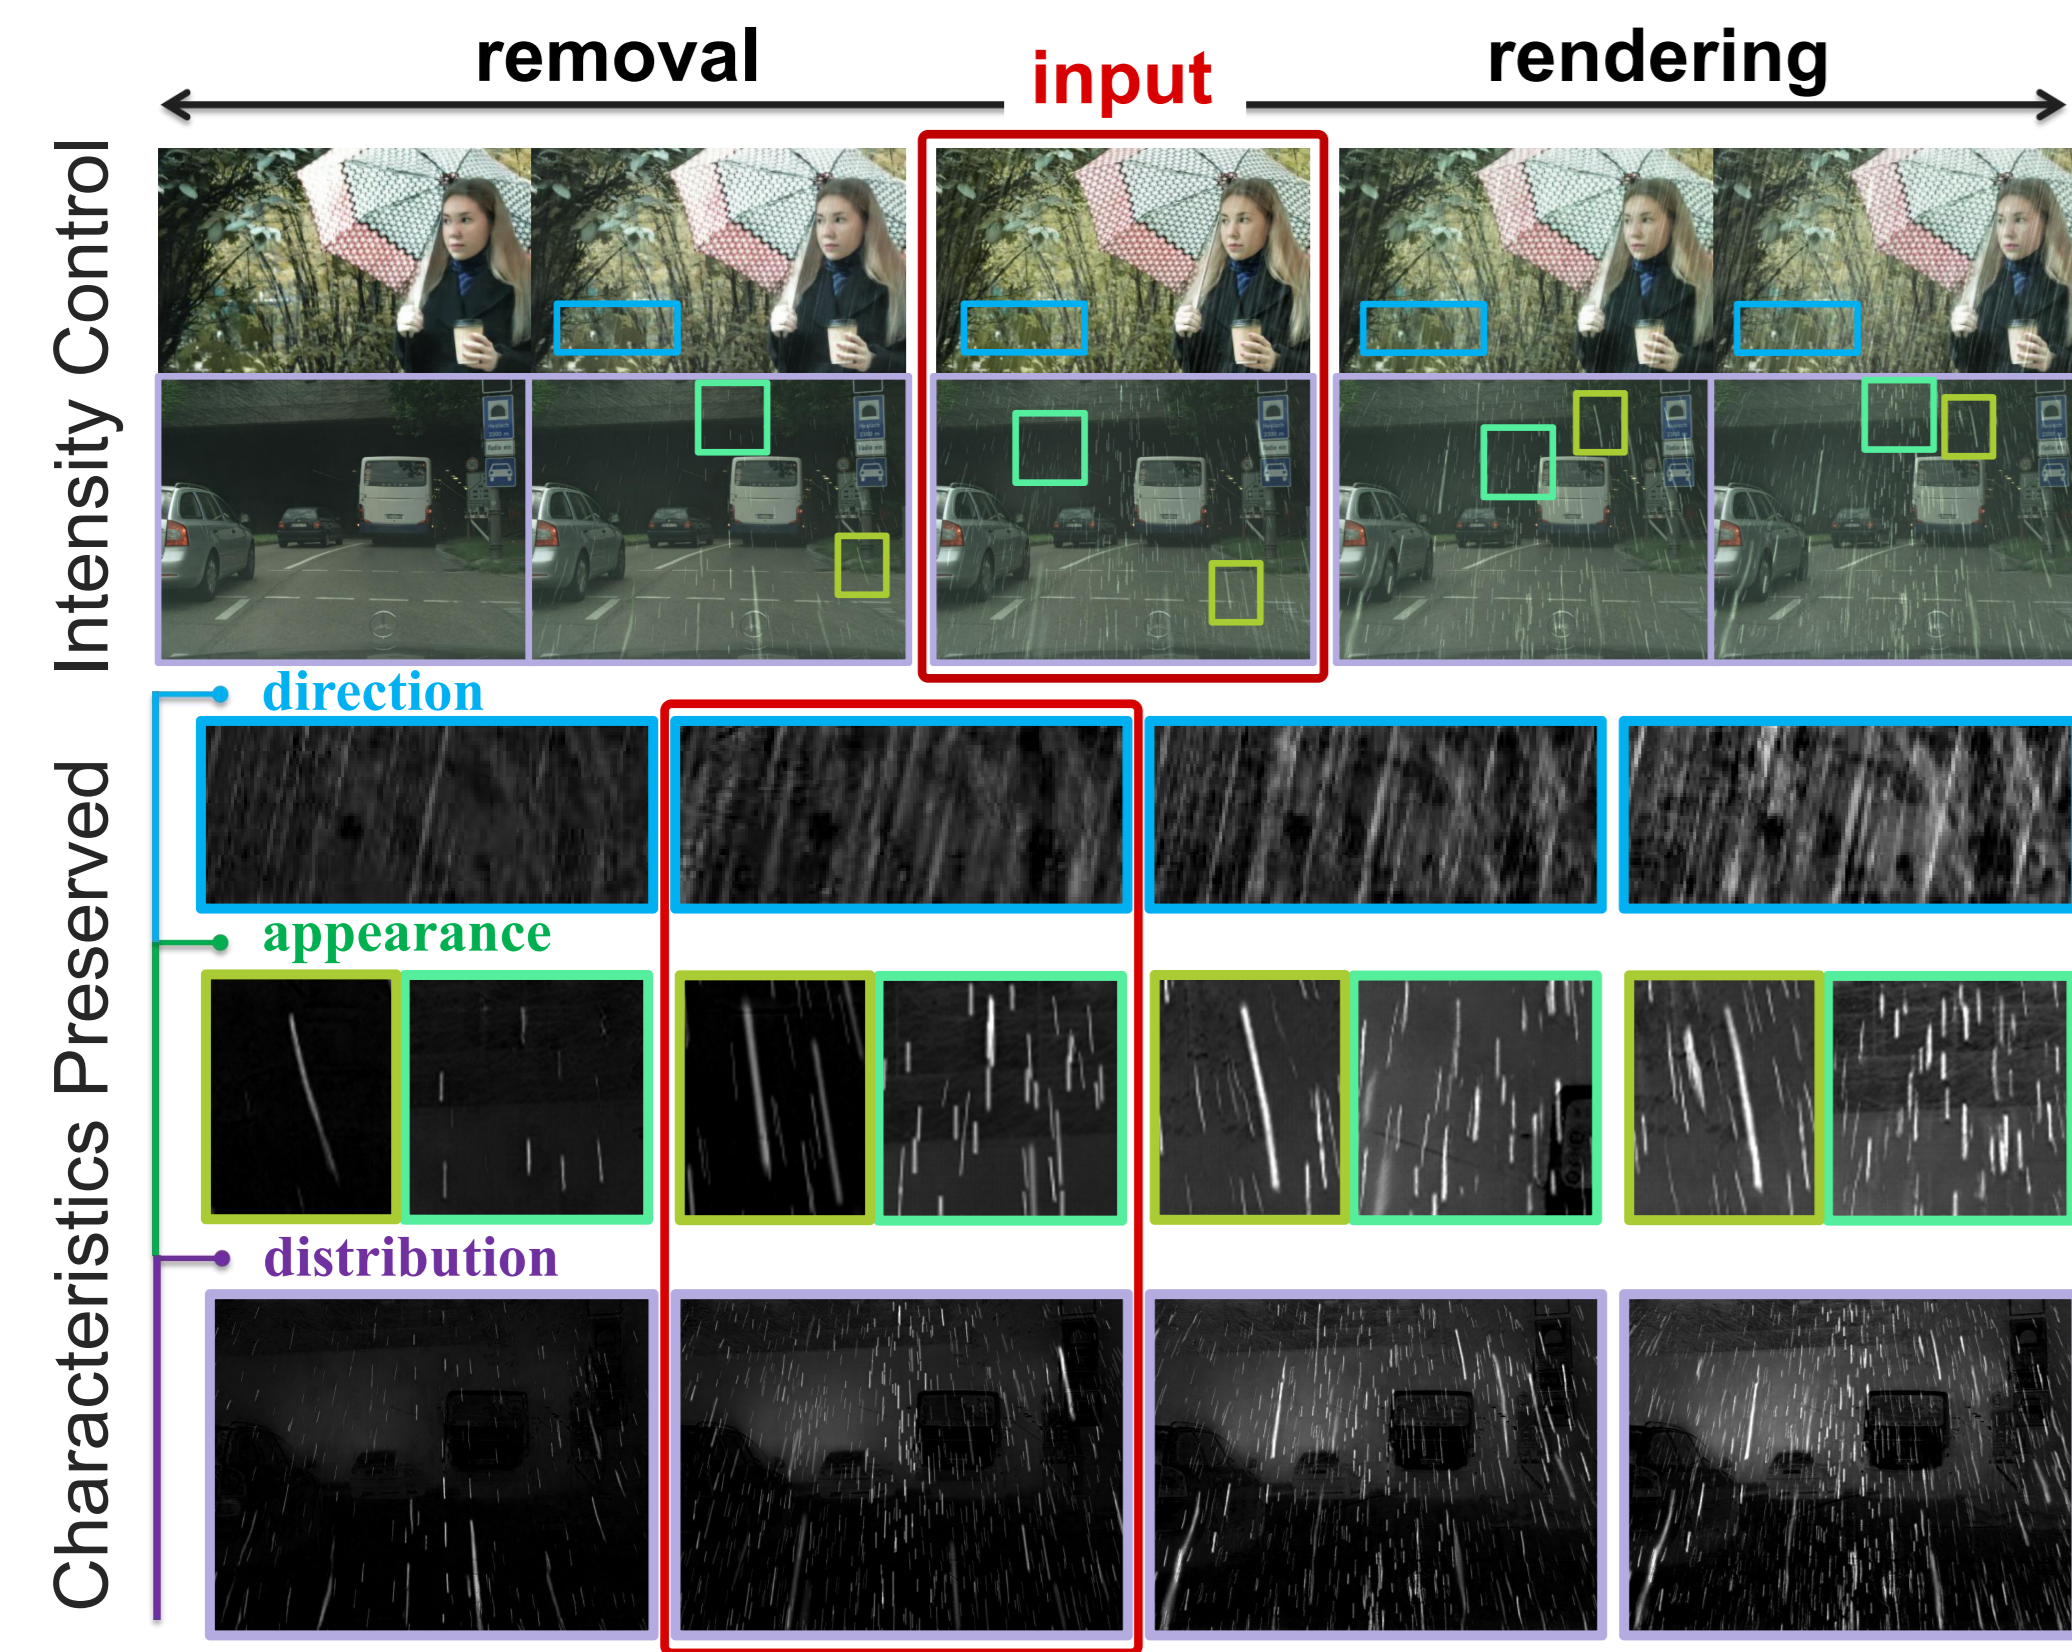 removal
input
rendering
Intensity Control
direction
Characteristics Preserved
appearance
distribution